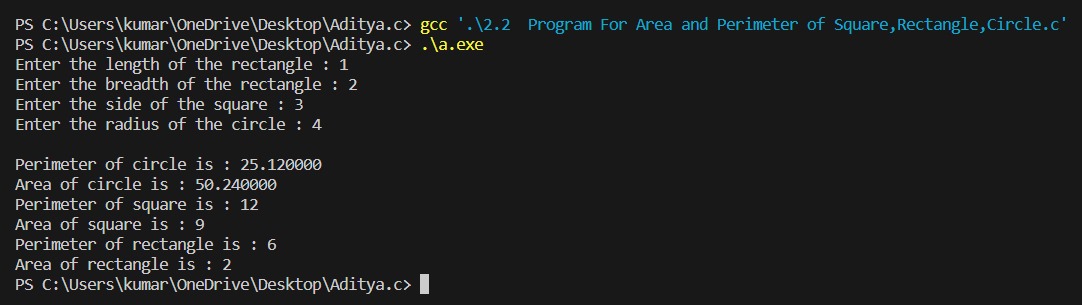 PS C:\Users\kumar\OneDrive\Desktop\Aditya.c> gcc '.\2.2  Program For Area and Perimeter of Square,Rectangle,Circle.c'
PS C:\Users\kumar\OneDrive\Desktop\Aditya.c> .\a.exe
Enter the length of the rectangle : 1
Enter the breadth of the rectangle : 2
Enter the side of the square : 3
Enter the radius of the circle : 4

Perimeter of circle is : 25.120000
Area of circle is : 50.240000
Perimeter of square is : 12
Area of square is : 9
Perimeter of rectangle is : 6
Area of rectangle is : 2
PS C:\Users\kumar\OneDrive\Desktop\Aditya.c>